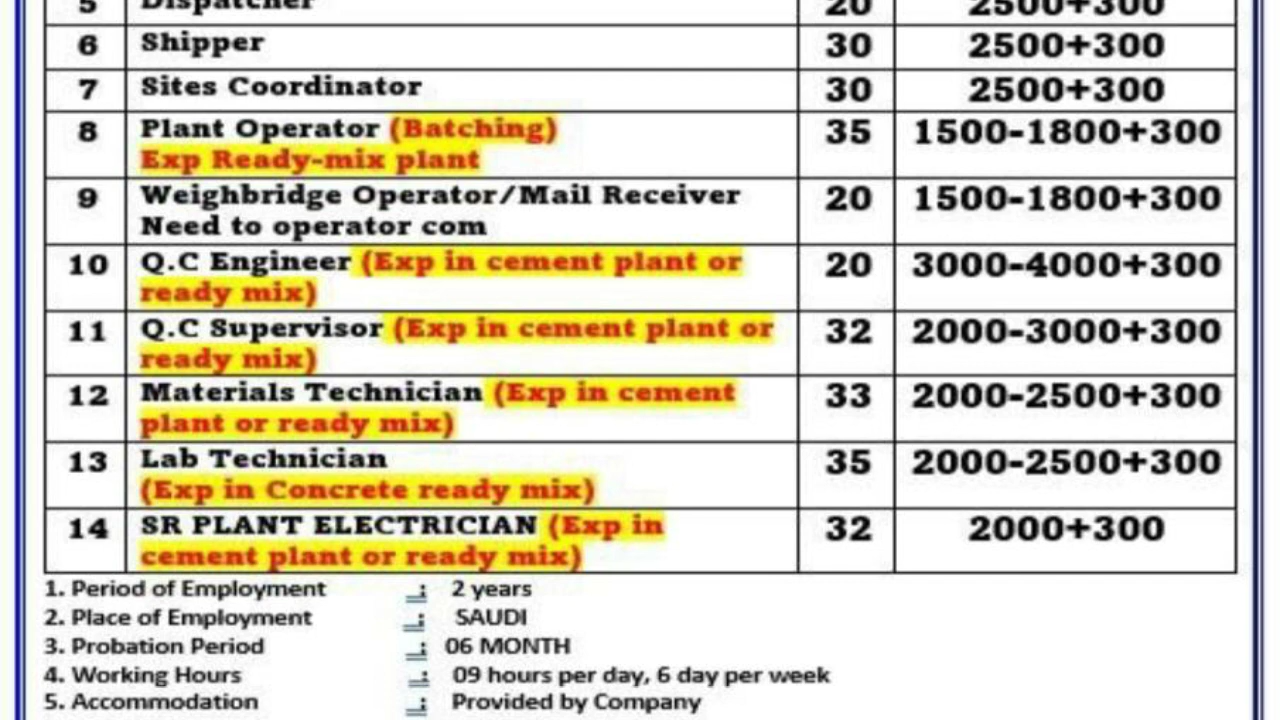 5 Dispatcher 20 2500+300
6 Shipper 30 2500+300
7 Sites Coordinator 30 2500+300
8 Plant Operator (Batching) 35 1500-1800+300
Exp Ready-mix plant
9 Weighbridge Operator/Mail Receiver 20 1500-1800+300
Need to operator com
10 Q.C Engineer (Exp in cement plant or 20 3000-4000+300
ready mix)
11 Q.C Supervisor (Exp in cement plant or 32 2000-3000+300
ready mix)
12 Materials Technician (Exp in cement 33 2000-2500+300
plant or ready mix)
13 Lab Technician 35 2000-2500+300
(Exp in Concrete ready mix)
14 SR PLANT ELECTRICIAN (Exp in 32 2000+300
cement plant or ready mix)
1. Period of Employment : 2 years
2. Place of Employment : SAUDI
3. Probation Period : 06 MONTH
4. Working Hours : 09 hours per day, 6 day per week
5. Accommodation : Provided by Company